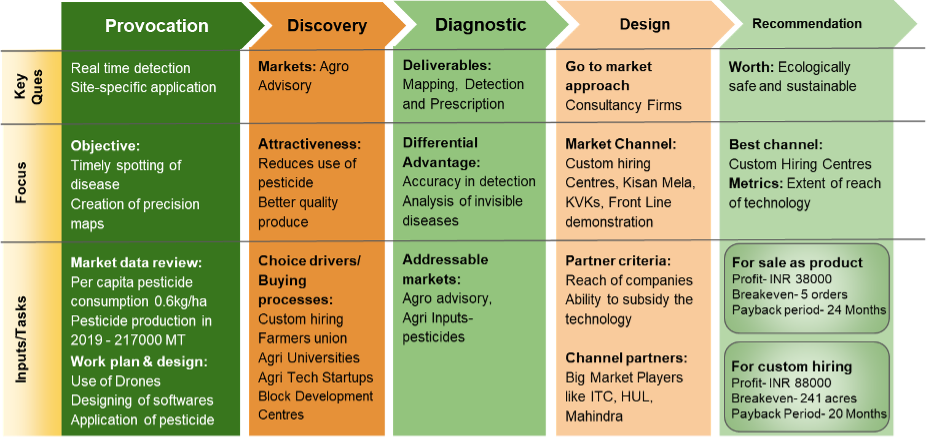 Provocation
Discovery
Diagnostic
Design
Recommendation
Key
Ques
Real time detection
Site-specific application
Markets: Agro
Advisory
Deliverables:
Mapping, Detection
and Prescription
Go to market
approach
Consultancy Firms
Worth: Ecologically
safe and sustainable
Focus
Objective:
Timely spotting of
disease
Creation of precision
maps
Attractiveness:
Reduces use of
pesticide
Better quality
produce
Differential
Advantage:
Accuracy in detection
Analysis of invisible
diseases
Market Channel:
Custom hiring
Centres, Kisan Mela,
KVKs, Front Line
demonstration
Best channel:
Custom Hiring Centres
Metrics: Extent of reach
of technology
Inputs/Tasks
Market data review:
Per capita pesticide
consumption 0.6kg/ha
Pesticide production in
2019 - 217000 MT
Work plan & design:
Use of Drones
Designing of softwares
Application of pesticide
Choice drivers/
Buying
processes:
Custom hiring
Farmers union
Agri Universities
Agri Tech Startups
Block Development
Centres
Addressable
markets:
Agro advisory,
Agri Inputs-
pesticides
Partner criteria:
Reach of companies
Ability to subsidy the
technology
Channel partners:
Big Market Players
like ITC, HUL,
Mahindra
For sale as product
Profit- INR 38000
Breakeven- 5 orders
Payback period- 24 Months
For custom hiring
Profit- INR 88000
Breakeven- 241 acres
Payback Period- 20 Months